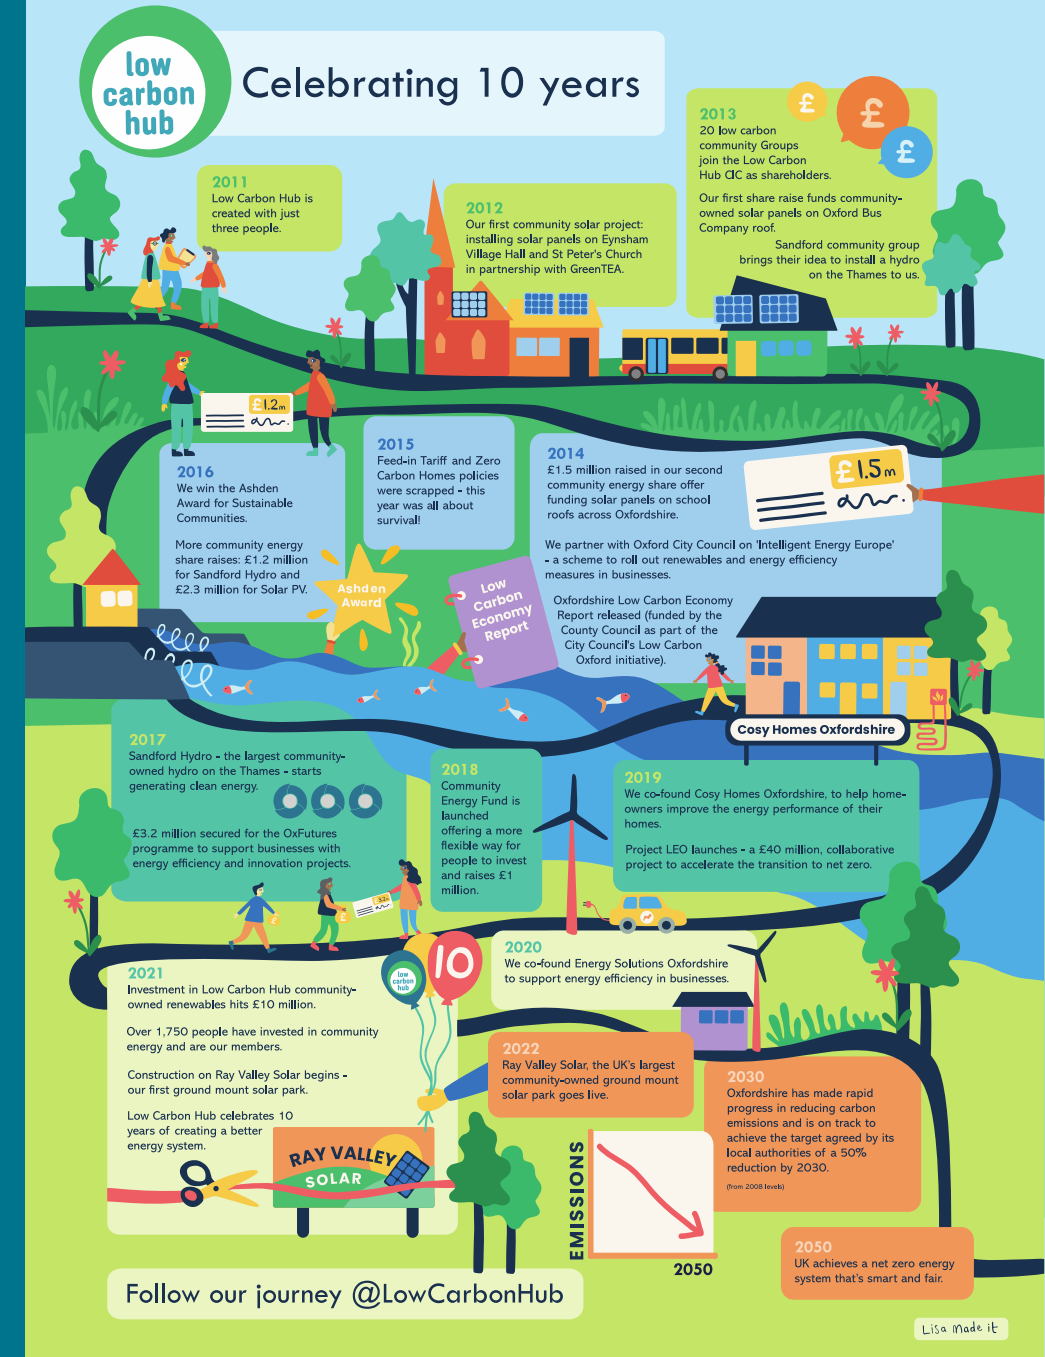 low
carbon
hub
Celebrating 10 years
2011
Low Carbon Hub is
created with just
three people.
2012
Our first community solar project:
installing solar panels on Eynsham
Village Hall and St Peter's Church
in partnership with GreenTEA.
2013
20 low carbon
community Groups
join the Low Carbon
Hub CIC as shareholders.
£
£
£
Our first share raise funds community-
owned solar panels on Oxford Bus
Company roof.
Sandford community group
brings their idea to install a hydro
on the Thames to us.
2014
£1.5 million raised in our second
community energy share offer
funding solar panels on school
roofs across Oxfordshire.
£1.5m
We partner with Oxford City Council on 'Intelligent Energy Europe'
- a scheme to roll out renewables and energy efficiency
measures in businesses.
Oxfordshire Low Carbon Economy
Report released (funded by the
County Council as part of the
City Council's Low Carbon
Oxford initiative).
Low
Carbon
Economy
Report
2015
Feed-in Tariff and Zero
Carbon Homes policies
were scrapped - this
year was all about
survival!
£1.2m
2016
We win the Ashden
Award for Sustainable
Communities.
More community energy
share raises: £1.2 million
for Sandford Hydro and
£2.3 million for Solar PV.
Ashden
Award
2017
Sandford Hydro - the largest community-
owned hydro on the Thames - starts
generating clean energy.
£3.2 million secured for the OxFutures
programme to support businesses with
energy efficiency and innovation projects.
£
£
3.2m
2018
Community
Energy Fund is
launched
offering a more
flexible way for
people to invest
and raises £1
million.
Cosy Homes Oxfordshire
2019
We co-found Cosy Homes Oxfordshire, to help home-
owners improve the energy performance of their
homes.
Project LEO launches - a £40 million, collaborative
project to accelerate the transition to net zero.
2020
We co-found Energy Solutions Oxfordshire
to support energy efficiency in businesses.
2021
Investment in Low Carbon Hub community-
owned renewables hits £10 million.
Over 1,750 people have invested in community
energy and are our members.
Construction on Ray Valley Solar begins -
our first ground mount solar park.
Low Carbon Hub celebrates 10
years of creating a better
energy system.
low
carbon
hub
10
RAY VALLEY
SOLAR
2022
Ray Valley Solar, the UK's largest
community-owned ground mount
solar park goes live.
2030
Oxfordshire has made rapid
progress in reducing carbon
emissions and is on track to
achieve the target agreed by its
local authorities of a 50%
reduction by 2030.
(from 2008 levels)
EMISSIONS
2050
2050
UK achieves a net zero energy
system that's smart and fair.
Follow our journey @LowCarbonHub
Lisa Made it